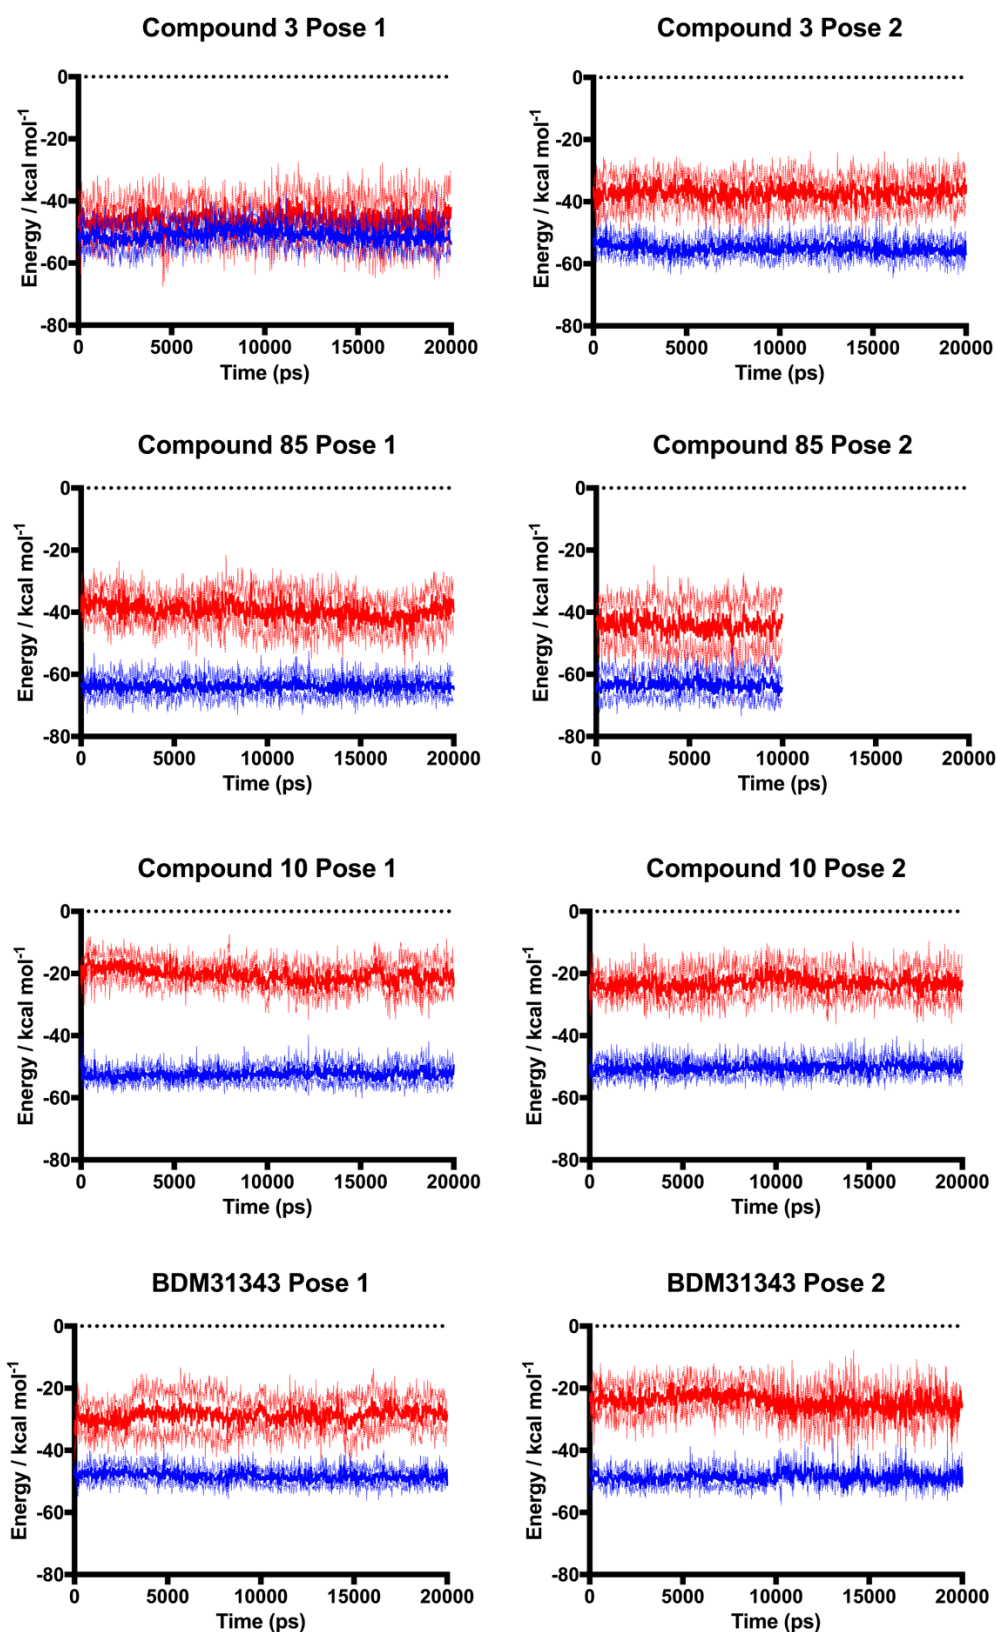 Compound 3 Pose 1
Compound 3 Pose 2
Energy / kcal mol⁻¹
0
-20
-40
-60
-80
0 5000 10000 15000 20000
Time (ps)
Energy / kcal mol⁻¹
0
-20
-40
-60
-80
0 5000 10000 15000 20000
Time (ps)
Compound 85 Pose 1
Compound 85 Pose 2
Energy / kcal mol⁻¹
0
-20
-40
-60
-80
0 5000 10000 15000 20000
Time (ps)
Energy / kcal mol⁻¹
0
-20
-40
-60
-80
0 5000 10000 15000 20000
Time (ps)
Compound 10 Pose 1
Compound 10 Pose 2
Energy / kcal mol⁻¹
0
-20
-40
-60
-80
0 5000 10000 15000 20000
Time (ps)
Energy / kcal mol⁻¹
0
-20
-40
-60
-80
0 5000 10000 15000 20000
Time (ps)
BDM31343 Pose 1
BDM31343 Pose 2
Energy / kcal mol⁻¹
0
-20
-40
-60
-80
0 5000 10000 15000 20000
Time (ps)
Energy / kcal mol⁻¹
0
-20
-40
-60
-80
0 5000 10000 15000 20000
Time (ps)